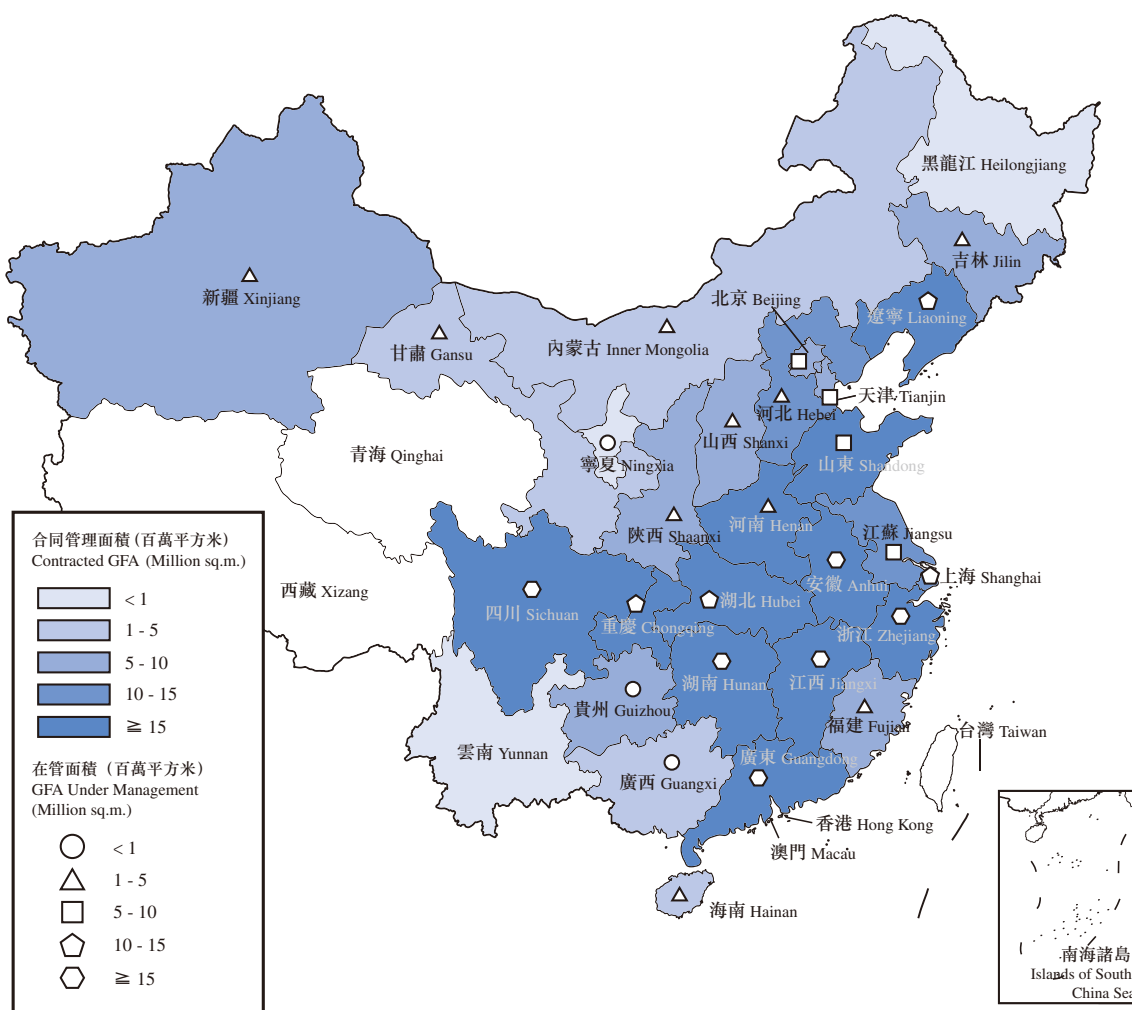 黑龍江 Heilongjiang
吉林 Jilin
新疆 Xinjiang
北京 Beijing
遼寧 Liaoning
甘肅 Gansu
內蒙古 Inner Mongolia
天津 Tianjin
河北 Hebei
山西 Shanxi
青海 Qinghai
寧夏 Ningxia
山東 Shandong
陝西 Shaanxi
河南 Henan
江蘇 Jiangsu
安徽 Anhui
上海 Shanghai
西藏 Xizang
四川 Sichuan
重慶 Chongqing
湖北 Hubei
浙江 Zhejiang
湖南 Hunan
江西 Jiangxi
貴州 Guizhou
福建 Fujian
台灣 Taiwan
雲南 Yunnan
廣東 Guangdong
廣西 Guangxi
香港 Hong Kong
澳門 Macau
海南 Hainan
合同管理面積 (百萬平方米)
Contracted GFA (Million sq.m.)
< 1
1 - 5
5 - 10
10 - 15
≧ 15
在管面積 (百萬平方米)
GFA Under Management
(Million sq.m.)
< 1
1 - 5
5 - 10
10 - 15
≧ 15
南海諸島
Islands of South
China Sea